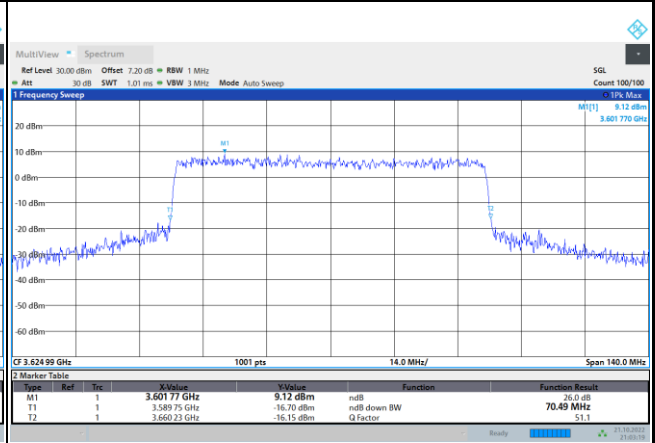 MultiView Spectrum
Ref Level 30.00 dBm Offset 7.20 dB RBW 1 MHz SGL
Att 30 dB SWT 1.01 ms VBW 3 MHz Mode Auto Sweep Count 100/100
1 Frequency Sweep 1Pk Max
M1[1] 9.12 dBm
3.601 770 GHz
20 dBm
M1
10 dBm
0 dBm
-10 dBm
T1 T2
-20 dBm
-30 dBm
-40 dBm
-50 dBm
-60 dBm
CF 3.624 99 GHz 1001 pts 14.0 MHz/ Span 140.0 MHz
2 Marker Table
Type Ref Trc X-Value Y-Value Function Function Result
M1 1 3.601 77 GHz 9.12 dBm ndB 26.0 dB
T1 1 3.589 75 GHz -16.70 dBm ndB down BW 70.49 MHz
T2 1 3.660 23 GHz -16.15 dBm Q Factor 51.1
Ready 21.10.2022
21:03:19